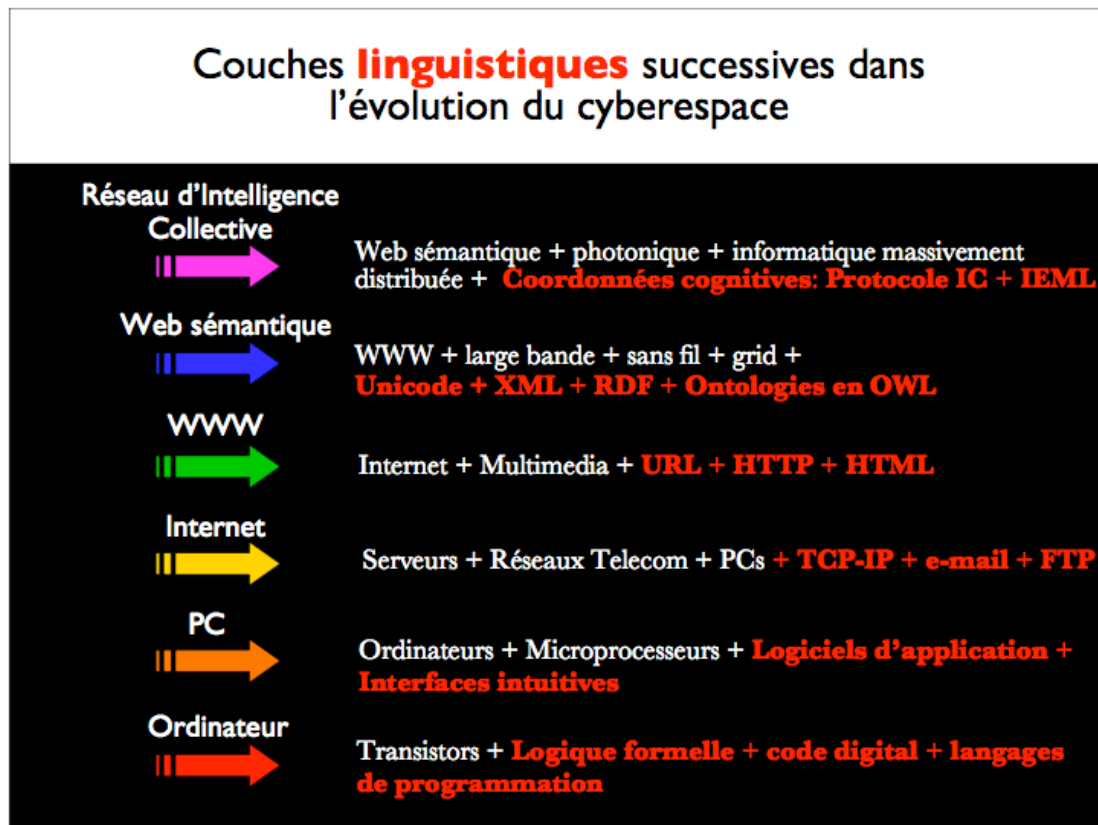 Couches linguistiques successives dans
l'évolution du cyberespace
Réseau d'Intelligence
Collective
Web sémantique + photonique + informatique massivement
distribuée + Coordonnées cognitives: Protocole IC + IEML
Web sémantique
WWW + large bande + sans fil + grid +
Unicode + XML + RDF + Ontologies en OWL
WWW
Internet + Multimedia + URL + HTTP + HTML
Internet
Serveurs + Réseaux Telecom + PCs + TCP-IP + e-mail + FTP
PC
Ordinateurs + Microprocesseurs + Logiciels d'application +
Interfaces intuitives
Ordinateur
Transistors + Logique formelle + code digital + langages
de programmation